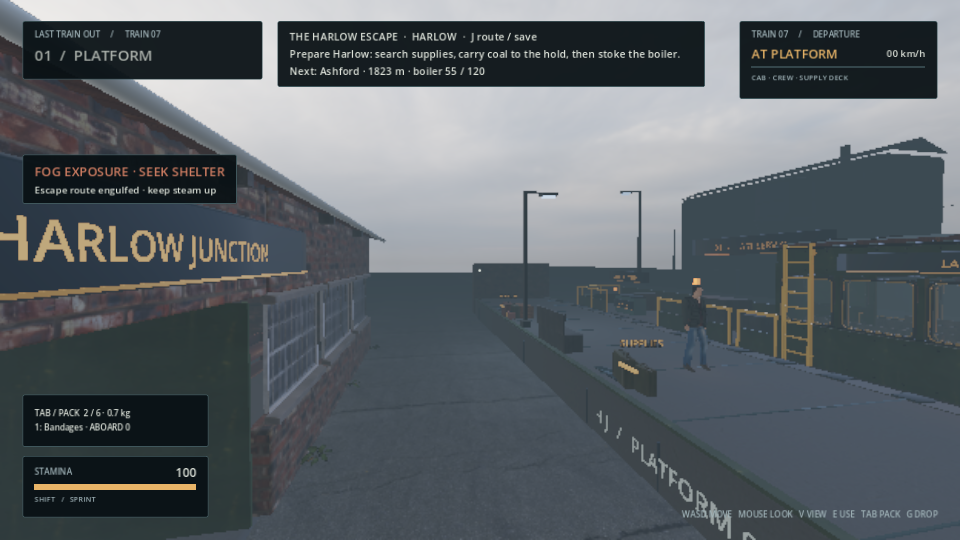 LAST TRAIN OUT / TRAIN 07
01 / PLATFORM
THE HARLOW ESCAPE · HARLOW · J route / save
Prepare Harlow: search supplies, carry coal to the hold, then stoke the boiler.
Next: Ashford · 1823 m · boiler 55 / 120
TRAIN 07 / DEPARTURE
AT PLATFORM 00 km/h
CAB · CREW · SUPPLY DECK
FOG EXPOSURE · SEEK SHELTER
Escape route engulfed · keep steam up
HARLOW JUNCTION
SUPPLIES
HJ / PLATFORM
TAB / PACK 2 / 6 · 0.7 kg
1: Bandages · ABOARD 0
STAMINA 100
SHIFT / SPRINT
WASD MOVE MOUSE LOOK V VIEW E USE TAB PACK G DROP